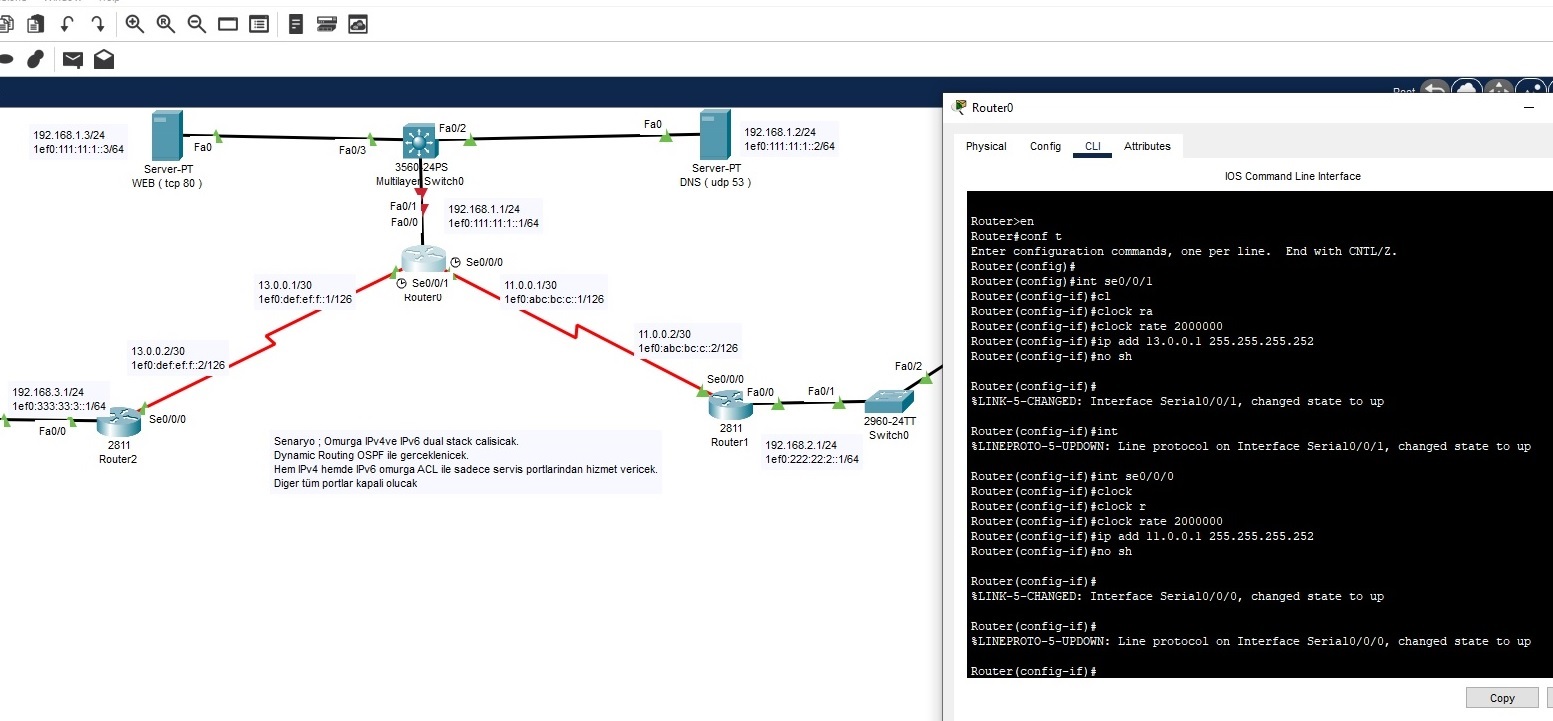 192.168.1.3/24
1ef0:111:11:1::3/64
Fa0
Server-PT
WEB ( tcp 80 )
Fa0/3
Fa0/2
3560-24PS
Multilayer Switch0
Fa0
192.168.1.2/24
1ef0:111:11:1::2/64
Server-PT
DNS ( udp 53 )
Fa0/1
Fa0/0
192.168.1.1/24
1ef0:111:11:1::1/64
Se0/0/0
Se0/0/1
Router0
13.0.0.1/30
1ef0:def:ef:f::1/126
11.0.0.1/30
1ef0:abc:bc:c::1/126
13.0.0.2/30
1ef0:def:ef:f::2/126
11.0.0.2/30
1ef0:abc:bc:c::2/126
192.168.3.1/24
1ef0:333:33:3::1/64
Fa0/0
Se0/0/0
2811
Router2
Se0/0/0
Fa0/0
Fa0/1
Fa0/2
2811
Router1
2960-24TT
Switch0
192.168.2.1/24
1ef0:222:22:2::1/64
Senaryo ; Omurga IPv4ve IPv6 dual stack calisicak.
Dynamic Routing OSPF ile gerceklenicek.
Hem IPv4 hemde IPv6 omurga ACL ile sadece servis portlarindan hizmet vericek.
Diger tüm portlar kapali olucak
Root
Router0
Physical
Config
CLI
Attributes
IOS Command Line Interface
Router>en
Router#conf t
Enter configuration commands, one per line.  End with CNTL/Z.
Router(config)#
Router(config)#int se0/0/1
Router(config-if)#cl
Router(config-if)#clock ra
Router(config-if)#clock rate 2000000
Router(config-if)#ip add 13.0.0.1 255.255.255.252
Router(config-if)#no sh
Router(config-if)#
%LINK-5-CHANGED: Interface Serial0/0/1, changed state to up
Router(config-if)#int
%LINEPROTO-5-UPDOWN: Line protocol on Interface Serial0/0/1, changed state to up
Router(config-if)#int se0/0/0
Router(config-if)#clock
Router(config-if)#clock r
Router(config-if)#clock rate 2000000
Router(config-if)#ip add 11.0.0.1 255.255.255.252
Router(config-if)#no sh
Router(config-if)#
%LINK-5-CHANGED: Interface Serial0/0/0, changed state to up
Router(config-if)#
%LINEPROTO-5-UPDOWN: Line protocol on Interface Serial0/0/0, changed state to up
Router(config-if)#
Copy